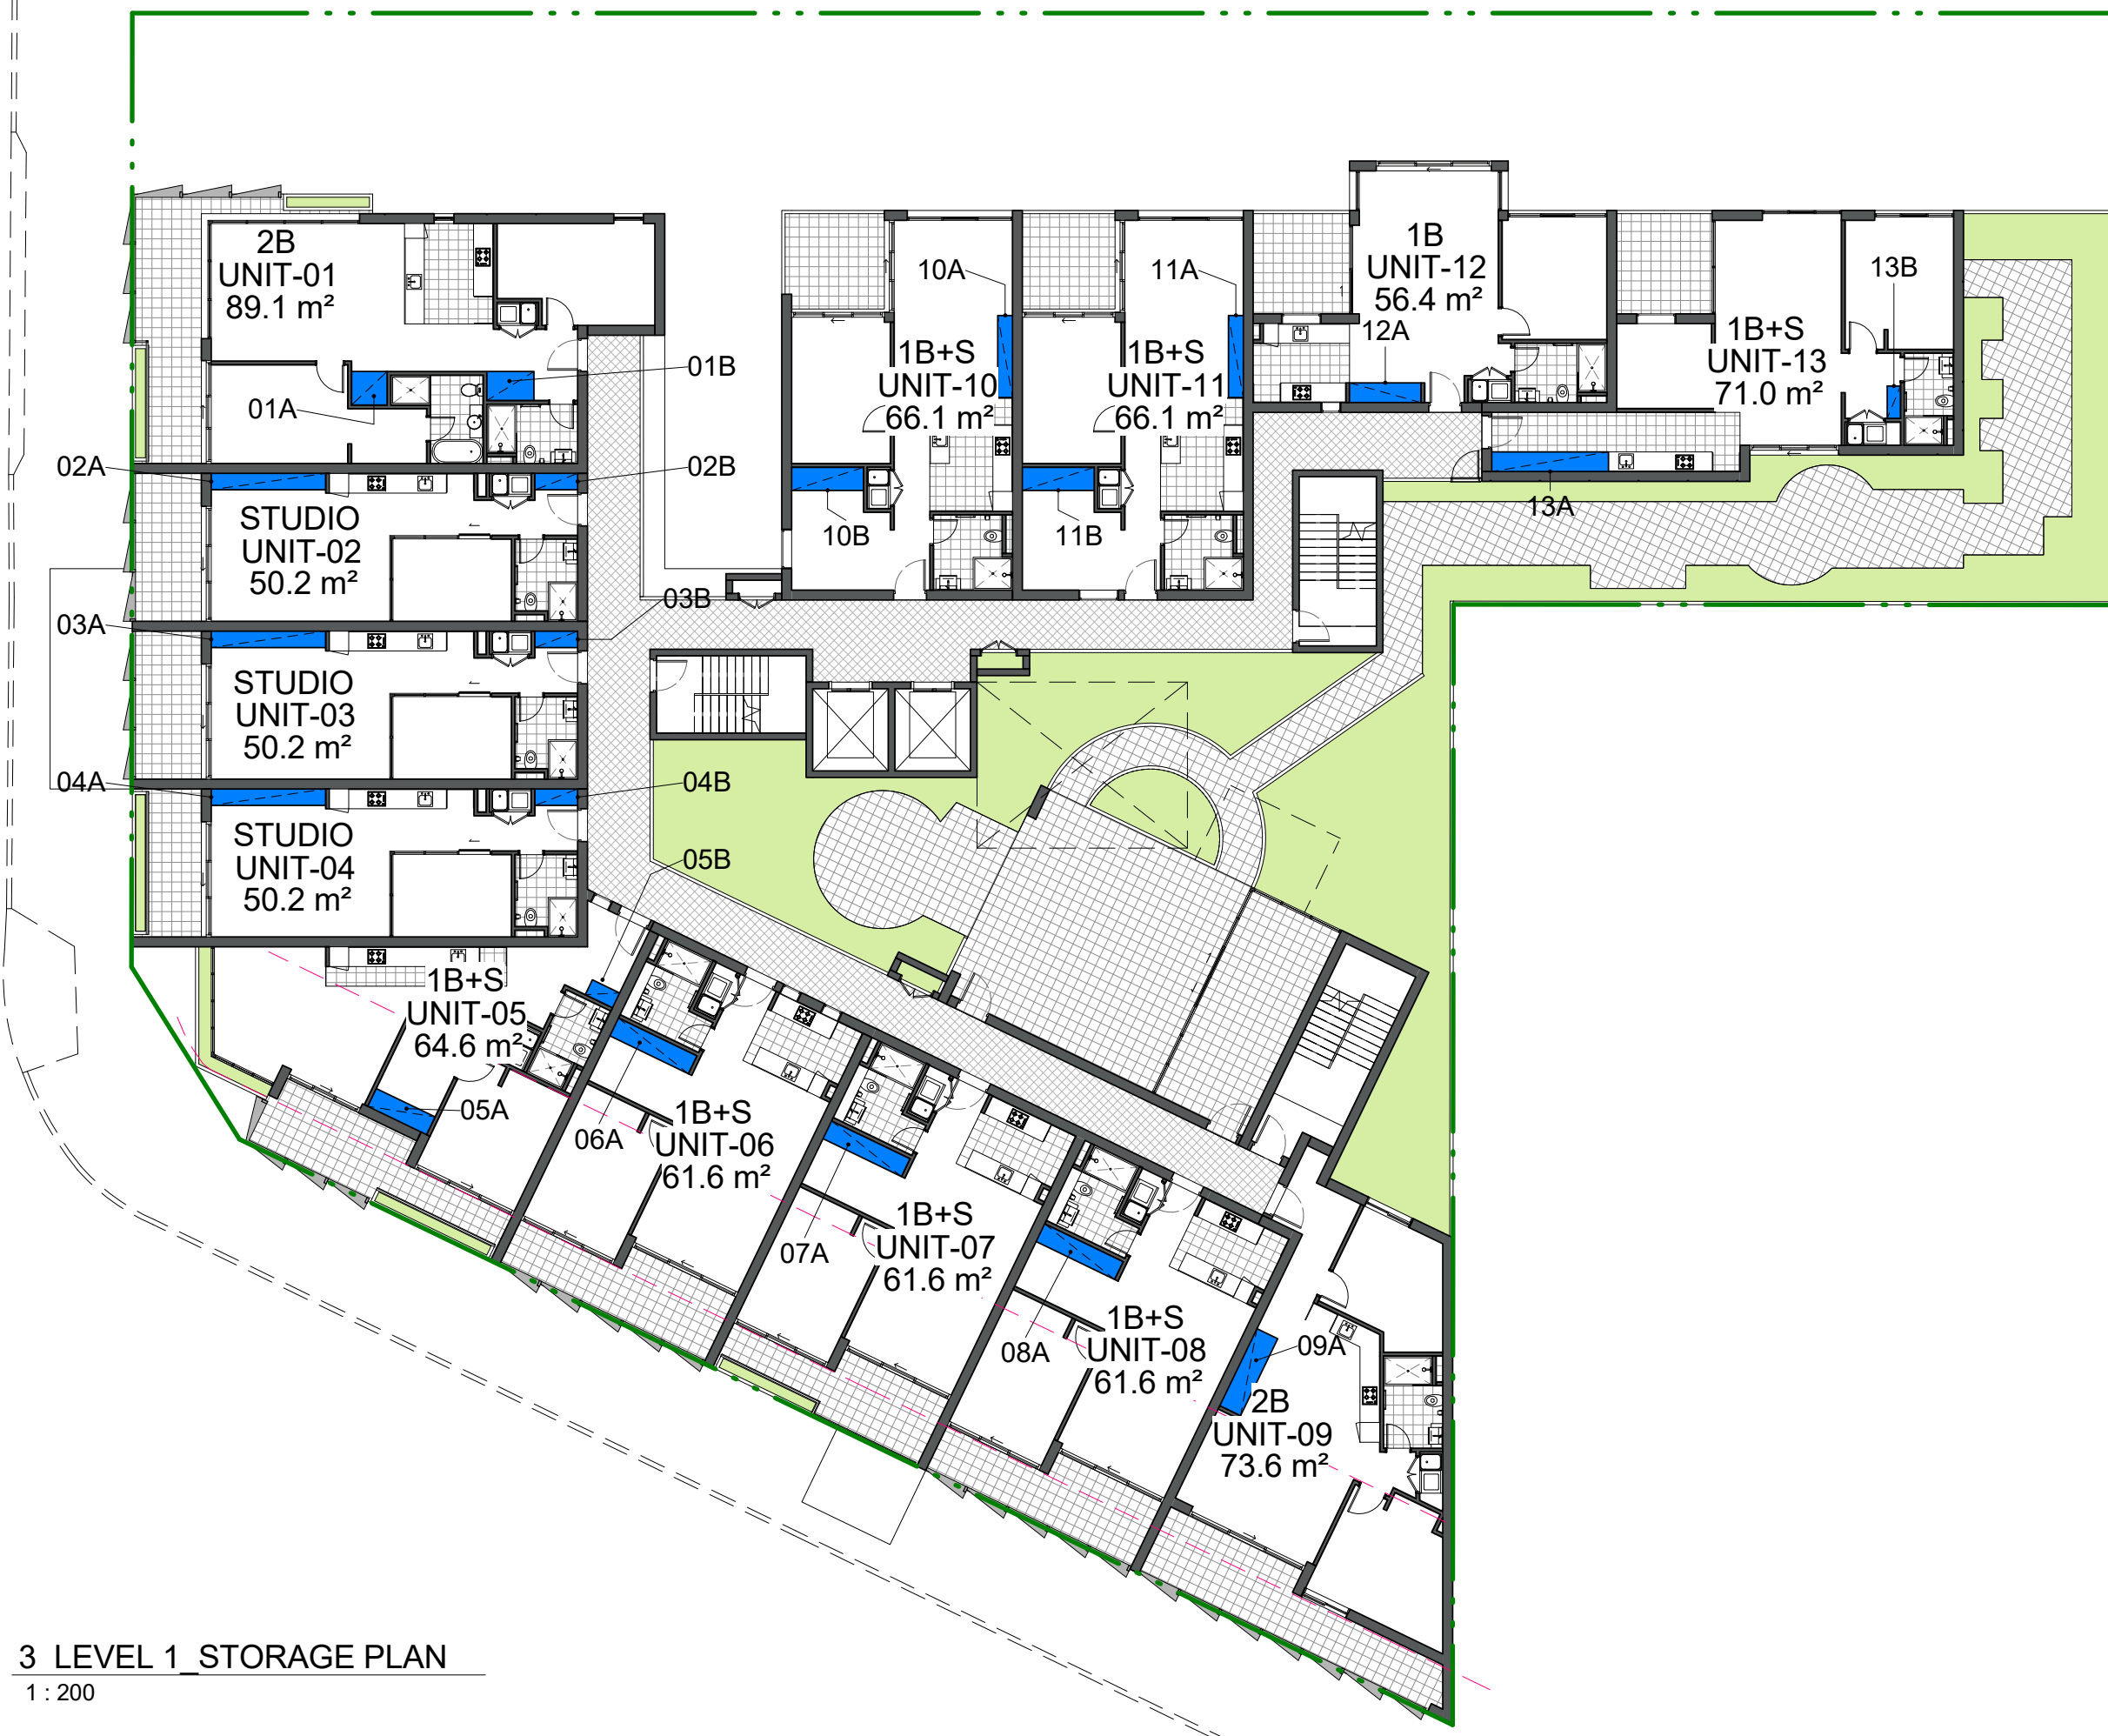 2B
UNIT-01
89.1 m²
01A
01B
02A
02B
STUDIO
UNIT-02
50.2 m²
03A
03B
STUDIO
UNIT-03
50.2 m²
04A
04B
STUDIO
UNIT-04
50.2 m²
05B
1B+S
UNIT-05
64.6 m²
05A
06A
1B+S
UNIT-06
61.6 m²
07A
1B+S
UNIT-07
61.6 m²
08A
1B+S
UNIT-08
61.6 m²
09A
2B
UNIT-09
73.6 m²
10A
1B+S
UNIT-10
66.1 m²
10B
11A
1B+S
UNIT-11
66.1 m²
11B
1B
UNIT-12
56.4 m²
12A
13B
1B+S
UNIT-13
71.0 m²
13A
3 LEVEL 1_STORAGE PLAN
1 : 200